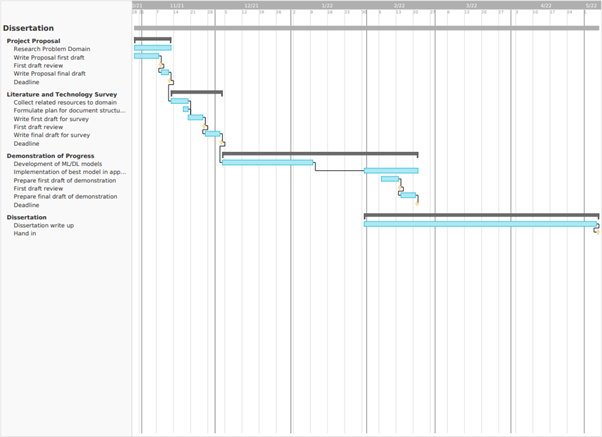 11/21
12/21
1/22
2/22
3/22
4/22
5/22
Dissertation
Project Proposal
Research Problem Domain
Write Proposal first draft
First draft review
Write Proposal final draft
Deadline
Literature and Technology Survey
Collect related resources to domain
Formulate plan for document structu...
Write first draft for survey
First draft review
Write final draft for survey
Deadline
Demonstration of Progress
Development of ML/DL models
Implementation of best model in app...
Prepare first draft of demonstration
First draft review
Prepare final draft of demonstration
Deadline
Dissertation
Dissertation write up
Hand in